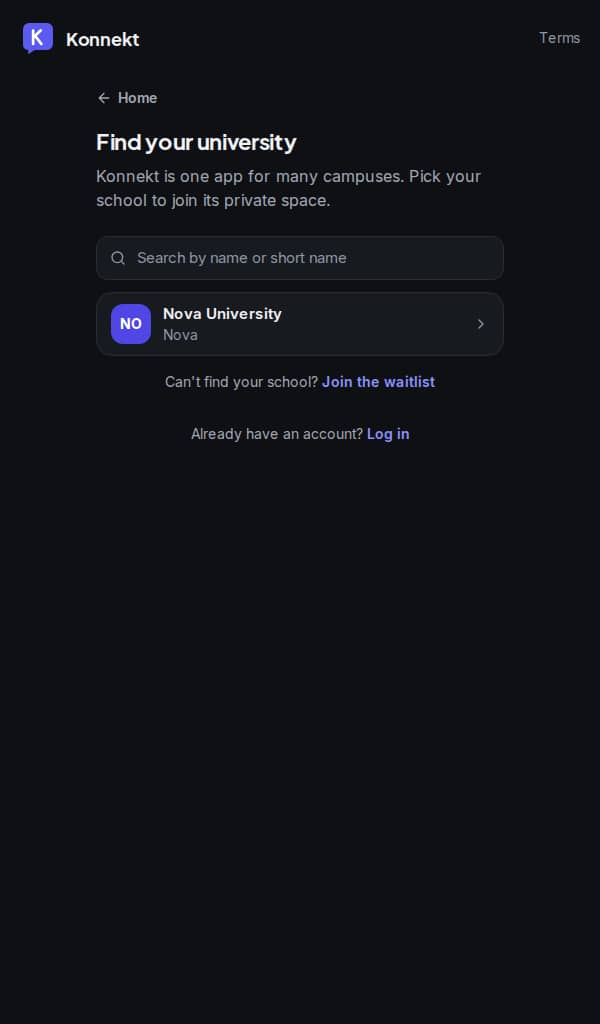 Konnekt
Terms
Home
Find your university
Konnekt is one app for many campuses. Pick your
school to join its private space.
Search by name or short name
NO
Nova University
Nova
Can't find your school? Join the waitlist
Already have an account? Log in